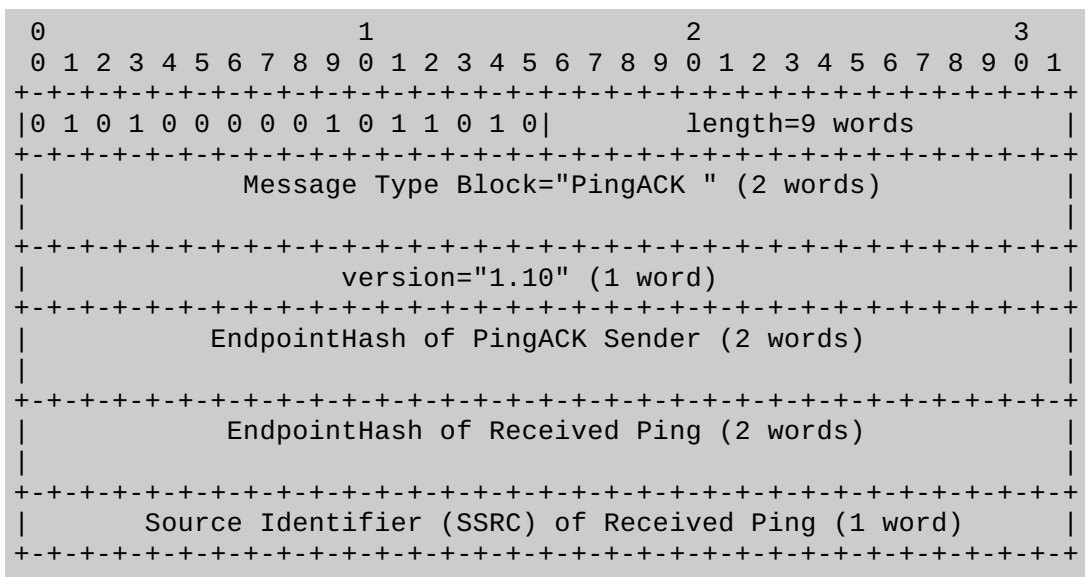 0                   1                   2                   3
 0 1 2 3 4 5 6 7 8 9 0 1 2 3 4 5 6 7 8 9 0 1 2 3 4 5 6 7 8 9 0 1
+-+-+-+-+-+-+-+-+-+-+-+-+-+-+-+-+-+-+-+-+-+-+-+-+-+-+-+-+-+-+-+-+
|0 1 0 1 0 0 0 0 0 1 0 1 1 0 1 0|        length=9 words         |
+-+-+-+-+-+-+-+-+-+-+-+-+-+-+-+-+-+-+-+-+-+-+-+-+-+-+-+-+-+-+-+-+
|             Message Type Block="PingACK " (2 words)           |
|                                                               |
+-+-+-+-+-+-+-+-+-+-+-+-+-+-+-+-+-+-+-+-+-+-+-+-+-+-+-+-+-+-+-+-+
|                   version="1.10" (1 word)                     |
+-+-+-+-+-+-+-+-+-+-+-+-+-+-+-+-+-+-+-+-+-+-+-+-+-+-+-+-+-+-+-+-+
|           EndpointHash of PingACK Sender (2 words)            |
|                                                               |
+-+-+-+-+-+-+-+-+-+-+-+-+-+-+-+-+-+-+-+-+-+-+-+-+-+-+-+-+-+-+-+-+
|            EndpointHash of Received Ping (2 words)            |
|                                                               |
+-+-+-+-+-+-+-+-+-+-+-+-+-+-+-+-+-+-+-+-+-+-+-+-+-+-+-+-+-+-+-+-+
|       Source Identifier (SSRC) of Received Ping (1 word)      |
+-+-+-+-+-+-+-+-+-+-+-+-+-+-+-+-+-+-+-+-+-+-+-+-+-+-+-+-+-+-+-+-+